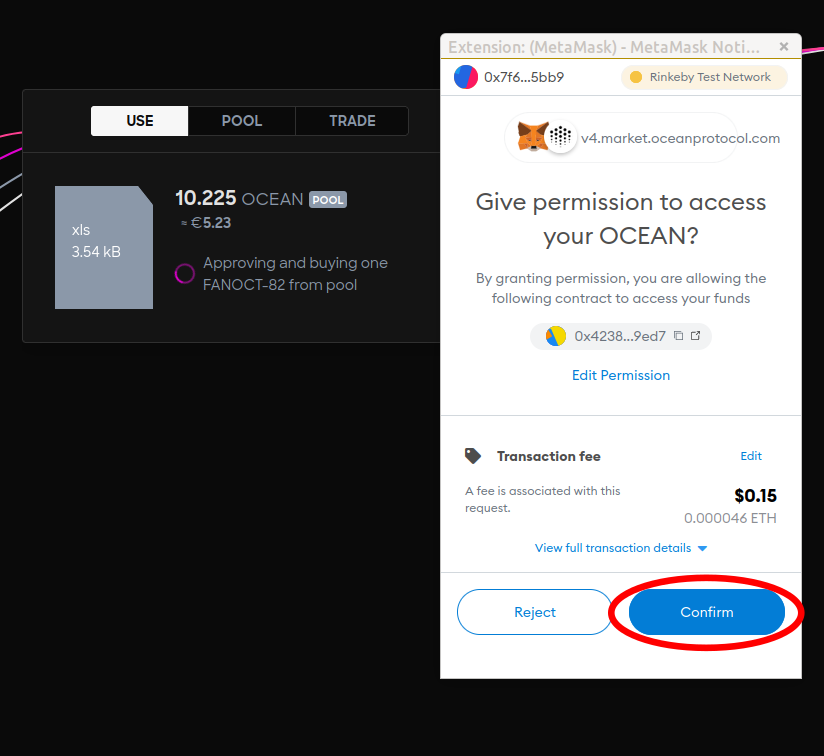 Extension: (MetaMask) - MetaMask Noti... ×
0x7f6...5bb9
Rinkeby Test Network
USE
POOL
TRADE
v4.market.oceanprotocol.com
10.225 OCEAN POOL
≈ €5.23
xls
3.54 kB
Approving and buying one
FANOCT-82 from pool
Give permission to access
your OCEAN?
By granting permission, you are allowing the
following contract to access your funds
0x4238...9ed7
Edit Permission
Transaction fee
Edit
A fee is associated with this
request.
$0.15
0.000046 ETH
View full transaction details
Reject
Confirm